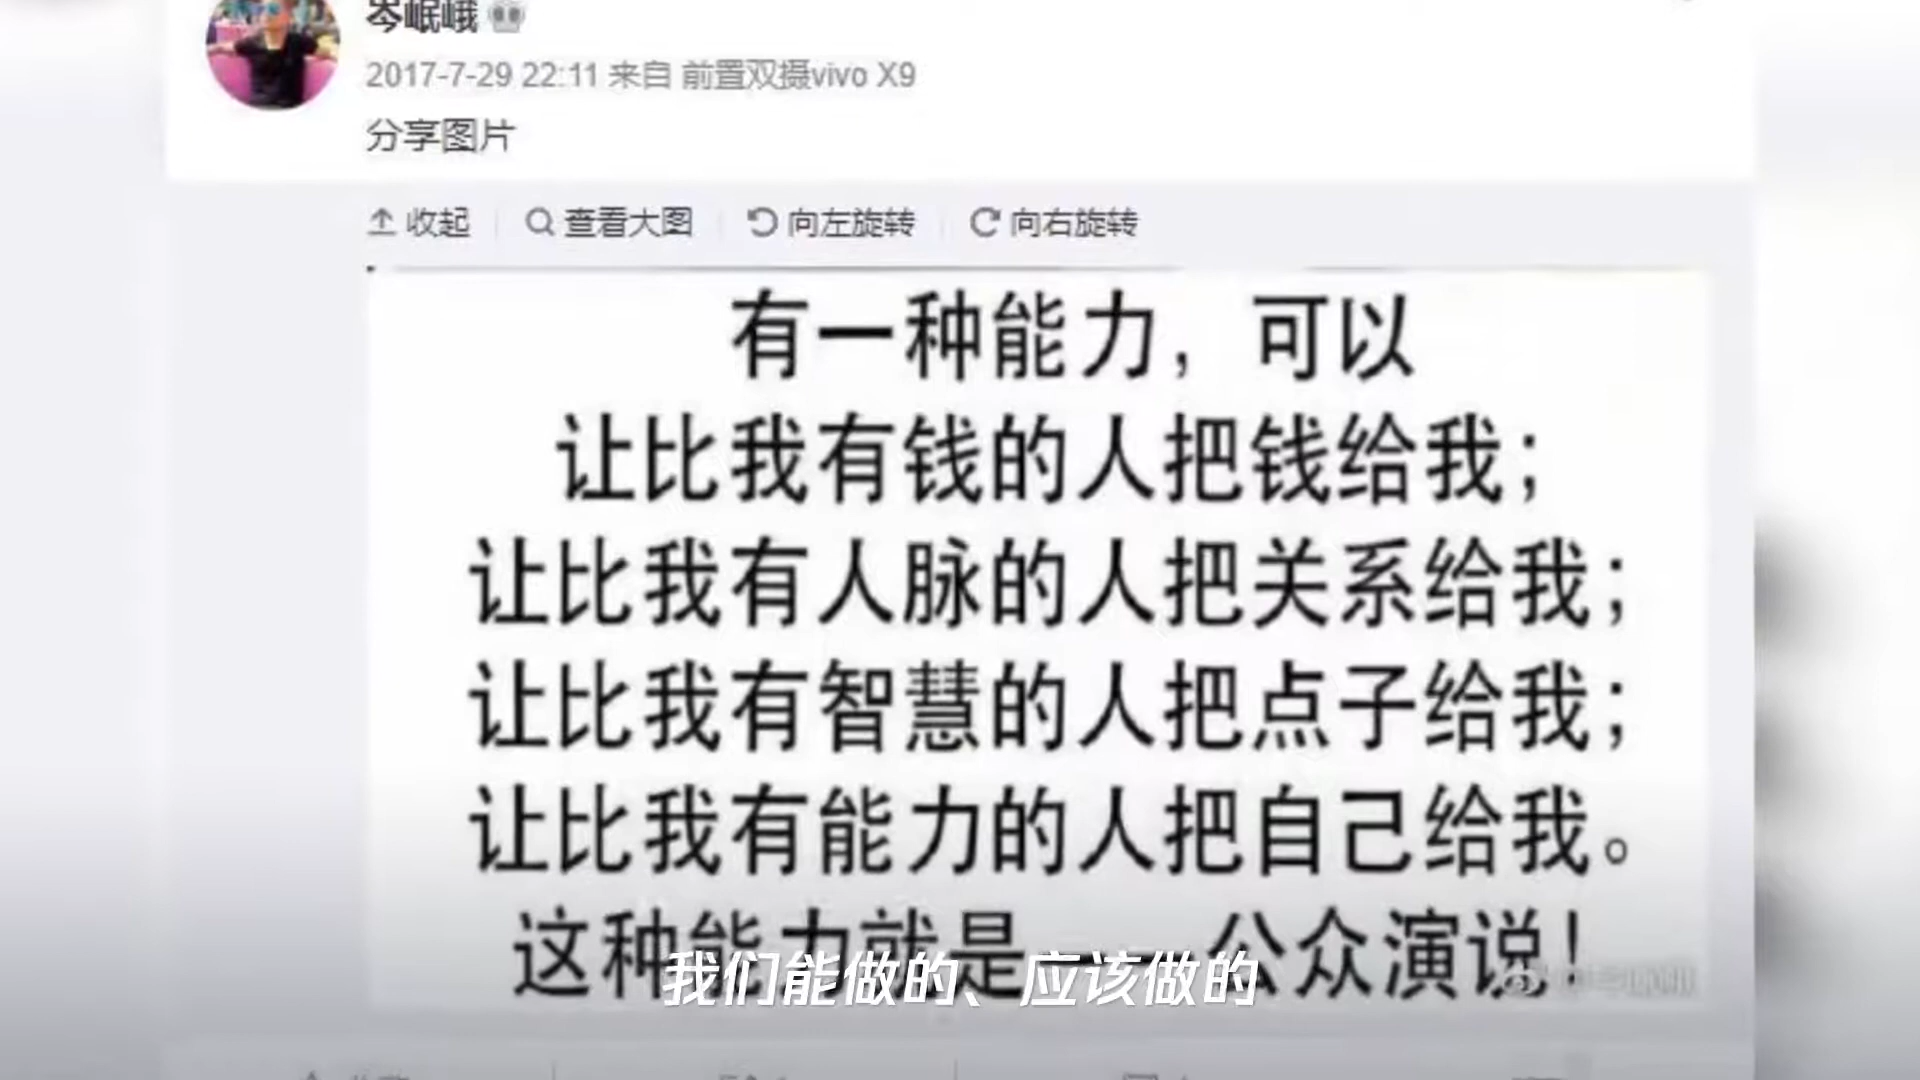 岑岷峨
2017-7-29 22:11 来自 前置双摄vivo X9
分享图片
收起 查看大图 向左旋转 向右旋转
有一种能力，可以
让比我有钱的人把钱给我；
让比我有人脉的人把关系给我；
让比我有智慧的人把点子给我；
让比我有能力的人把自己给我。
这种能力就是——公众演说！
我们能做的、应该做的